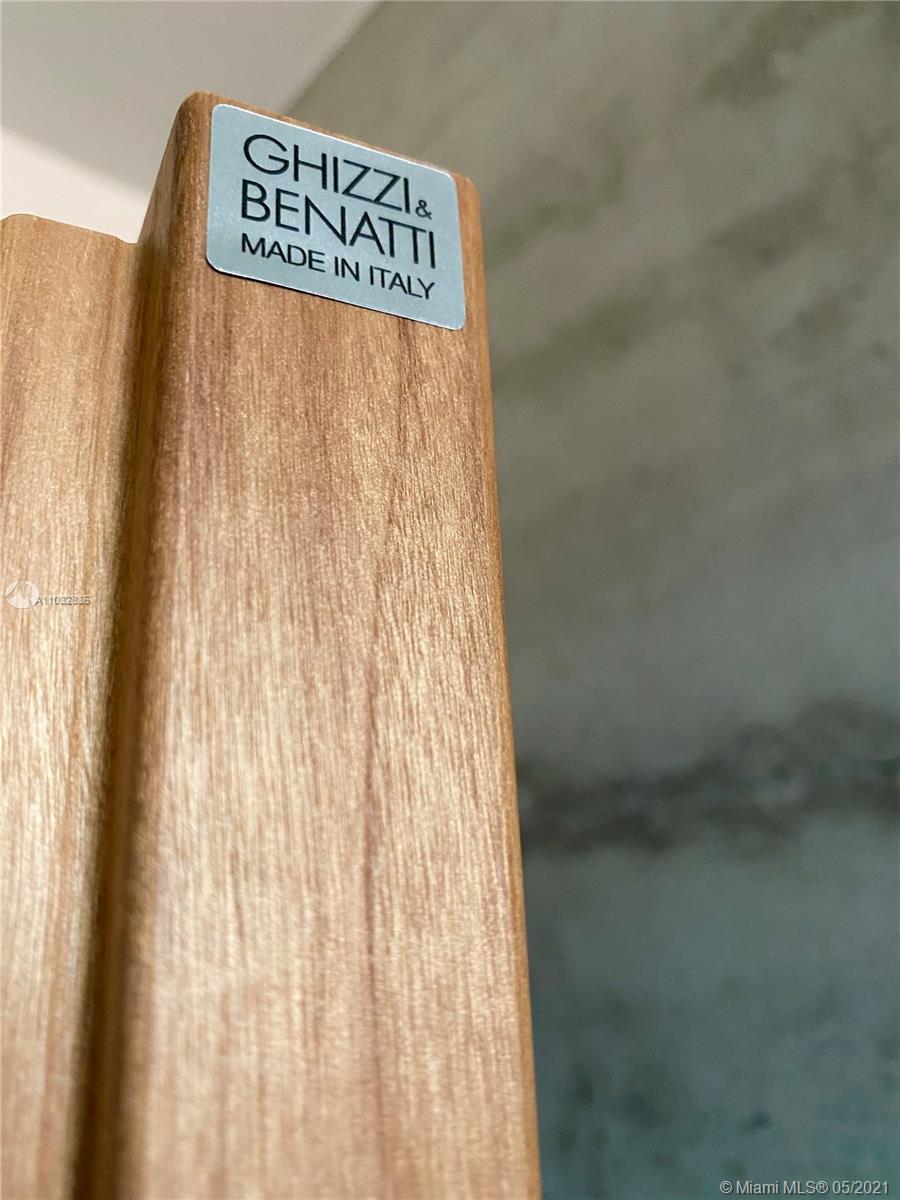 GHIZZI &
BENATTI
MADE IN ITALY
© Miami MLS® 05/2021